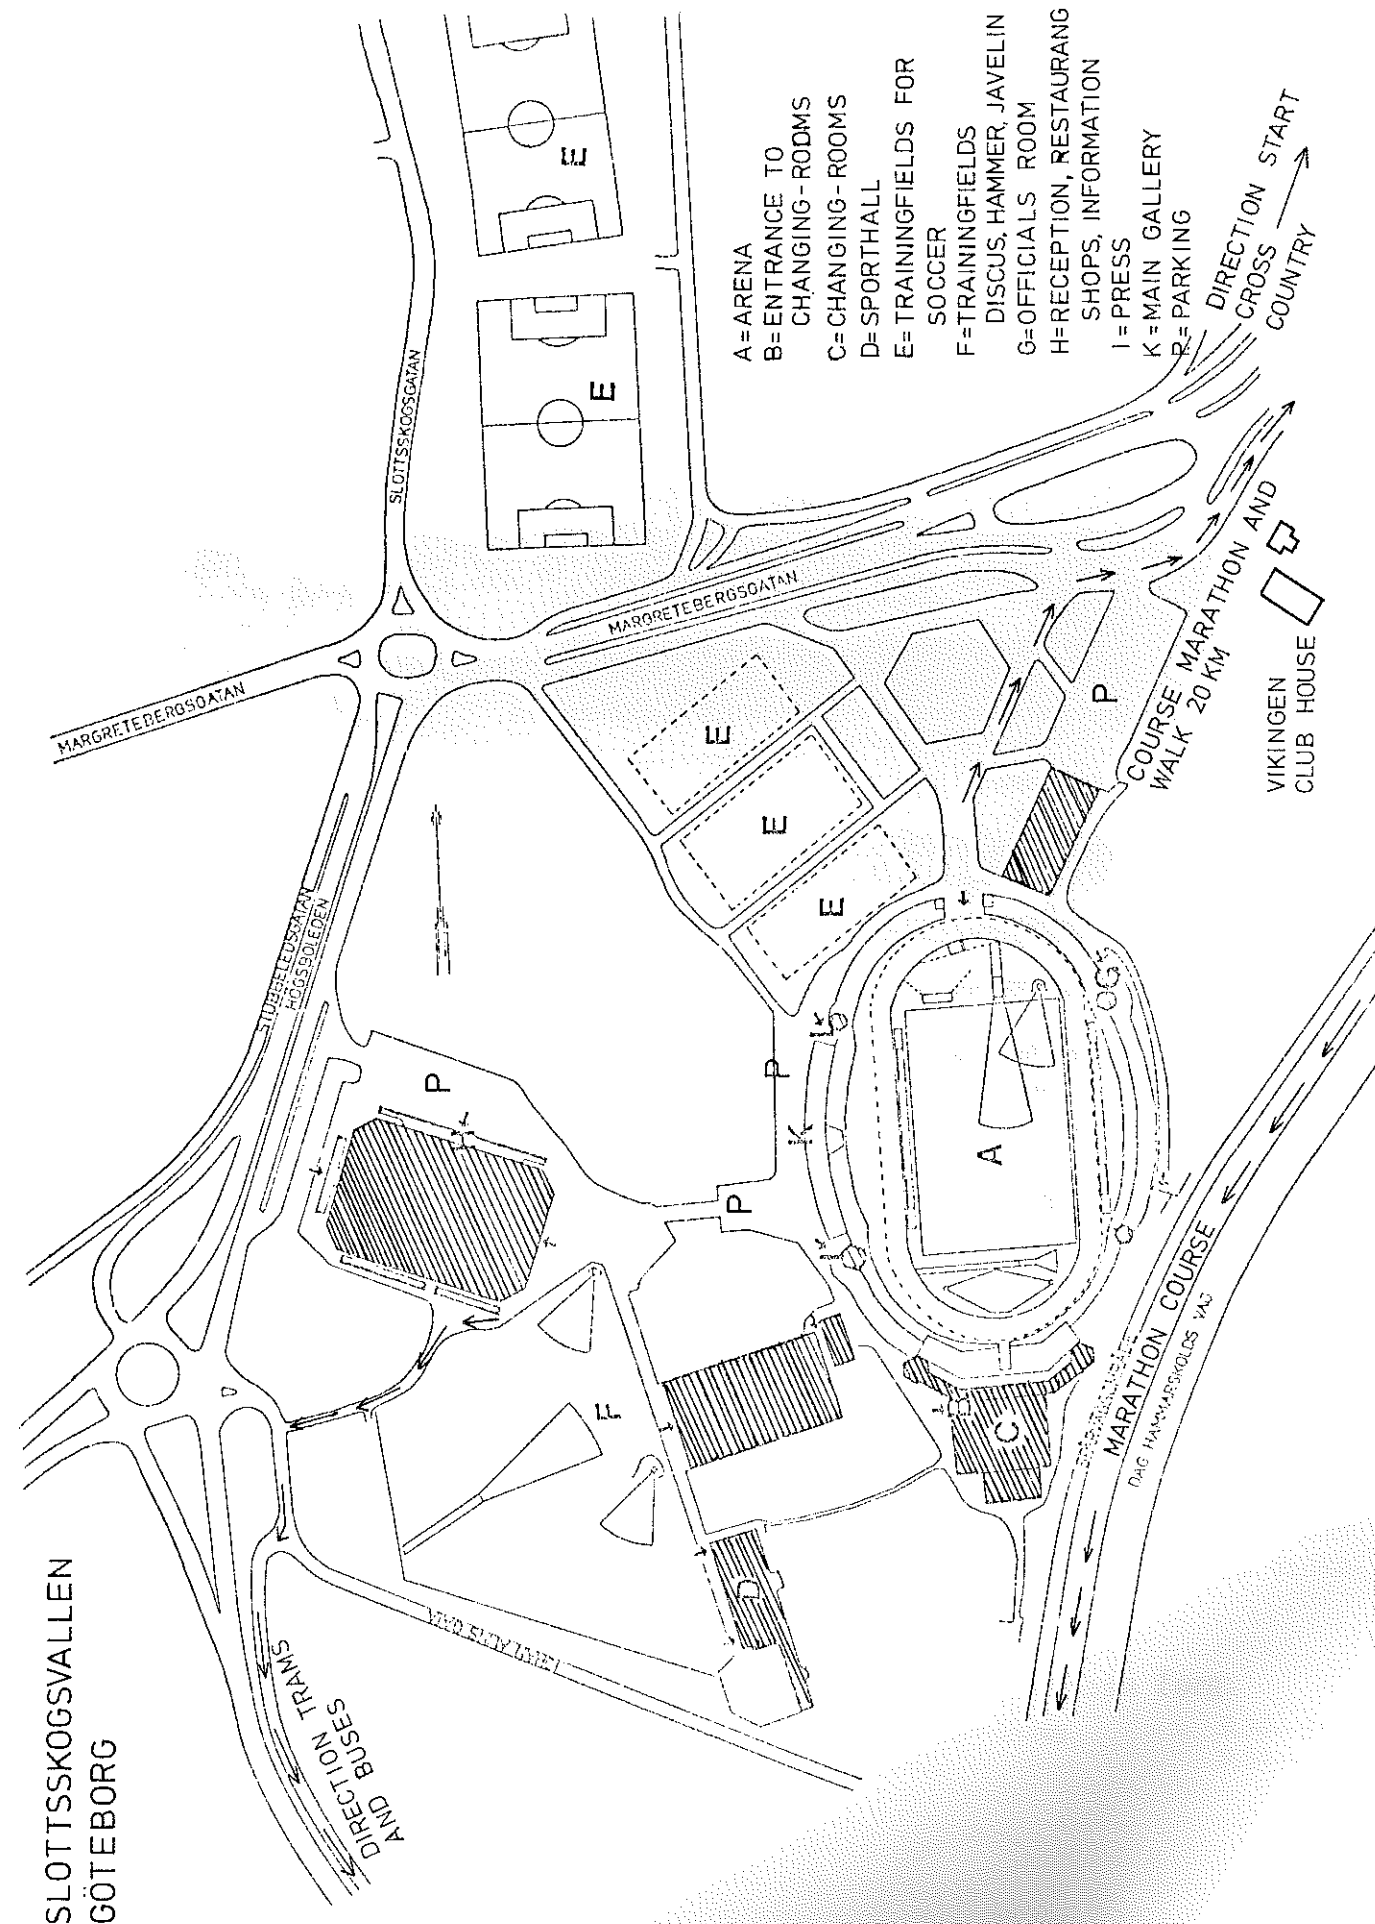 SLOTTSSKOGSVALLEN
GÖTEBORG
A=ARENA
B=ENTRANCE TO
CHANGING-ROOMS
C=CHANGING-ROOMS
D=SPORTHALL
E=TRAININGFIELDS FOR
SOCCER
F=TRAININGFIELDS
DISCUS, HAMMER, JAVELIN
G=OFFICIALS ROOM
H=RECEPTION, RESTAURANG
SHOPS, INFORMATION
I=PRESS
K=MAIN GALLERY
P=PARKING
DIRECTION START
CROSS
COUNTRY
SLOTTSSKOGSGATAN
MARGRETEBERGSGATAN
MARGRETEBERGSGATAN
HÖGSBOLEDEN
DIRECTION TRAMS
AND BUSES
COURSE MARATHON AND
WALK 20 KM
VIKINGEN
CLUB HOUSE
MARATHON COURSE
DAG HAMMARSKOLDS
E
E
E
E
E
P
P
P
P
K
A
G
C
D
F